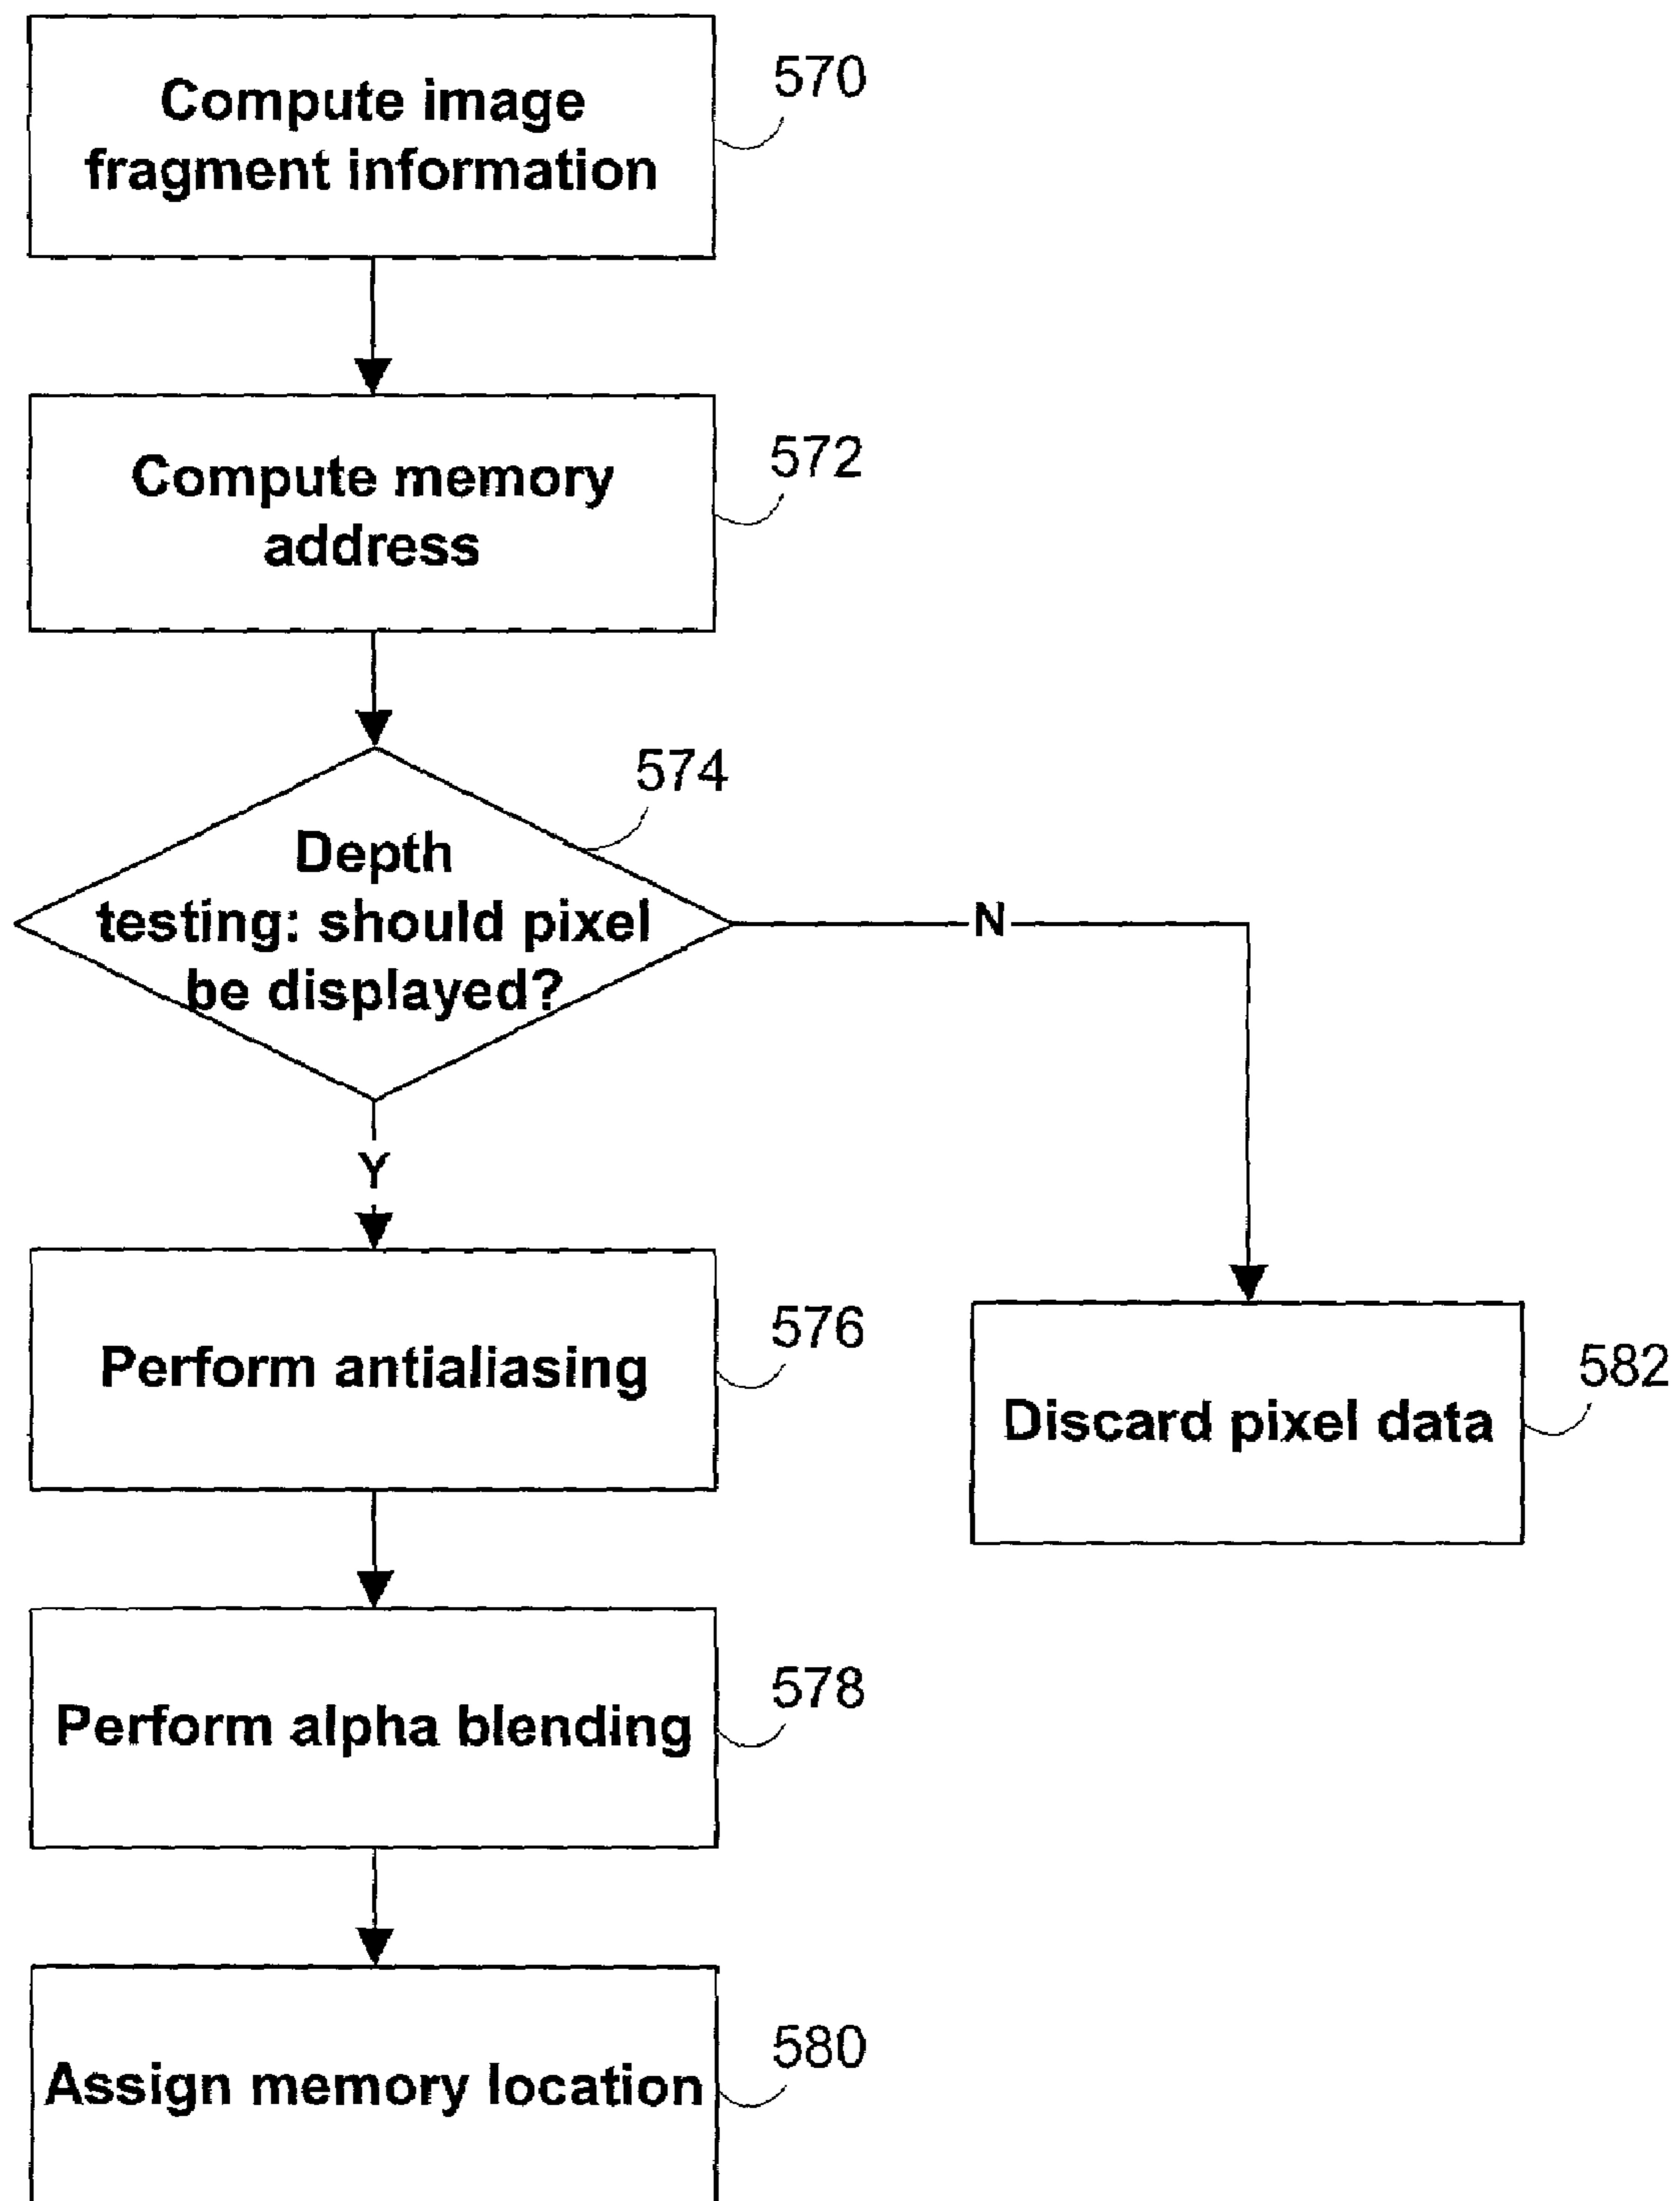 Compute image
fragment information
570
Compute memory
address
572
574
Depth
testing: should pixel
be displayed?
N
Y
Perform antialiasing
576
Discard pixel data
582
Perform alpha blending
578
Assign memory location
580